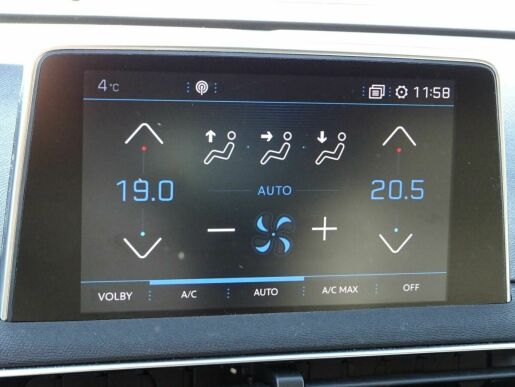 4°C 11:58
19.0 AUTO 20.5
VOLBY A/C AUTO A/C MAX OFF